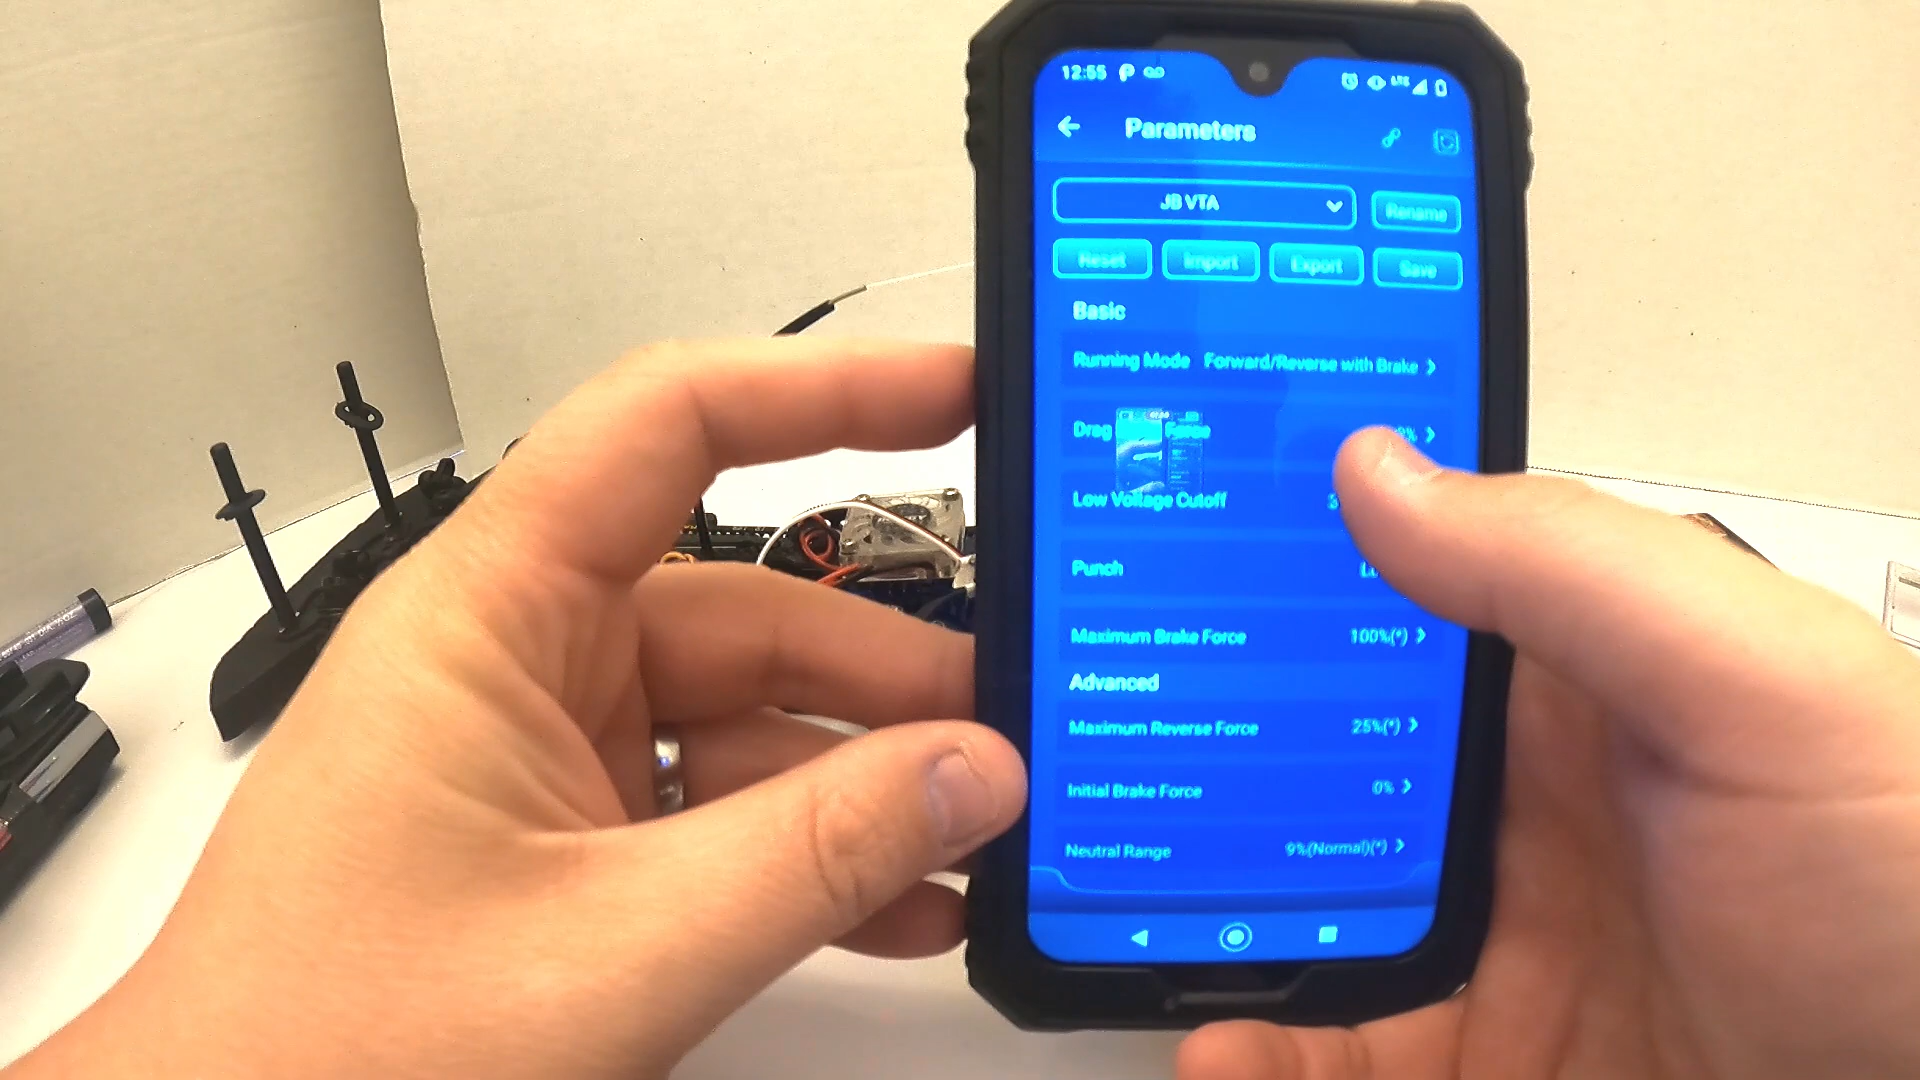 12:55
LTE
Parameters
JB VTA
Rename
Reset Import Export Save
Basic
Running Mode Forward/Reverse with Brake
Drag Force
Low Voltage Cutoff
Punch
Maximum Brake Force 100%(*)
Advanced
Maximum Reverse Force 25%(*)
Initial Brake Force 0%
Neutral Range 9%(Normal)(*)